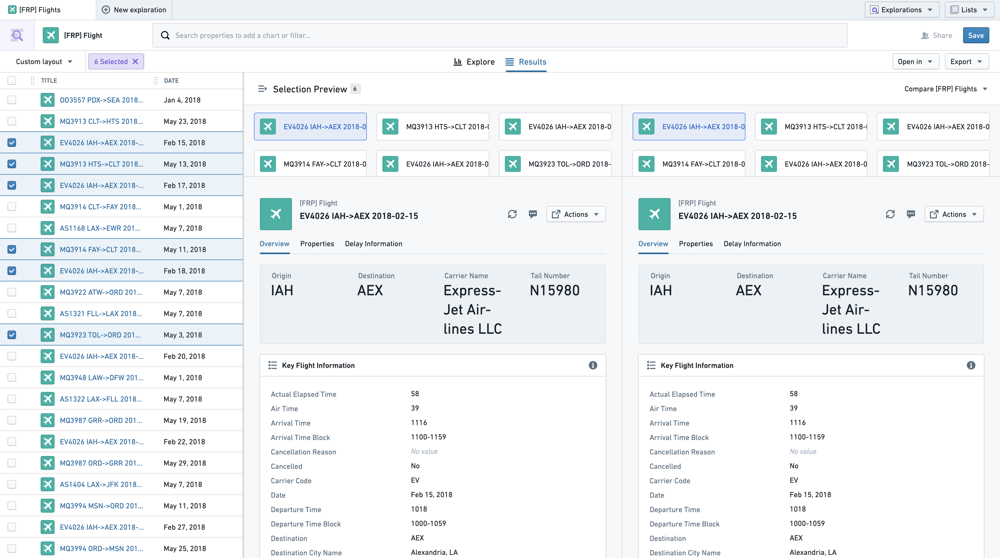 [FRP] Flights
New exploration
Explorations
Lists
[FRP] Flight
Search properties to add a chart or filter...
Share
Save
Custom layout
6 Selected
Explore
Results
Open in
Export
TITLE
DATE
OO3557 PDX->SEA 2018... Jan 4, 2018
MQ3913 CLT->HTS 2018... May 23, 2018
EV4026 IAH->AEX 2018-... Feb 15, 2018
MQ3913 HTS->CLT 2018... May 13, 2018
EV4026 IAH->AEX 2018-... Feb 17, 2018
MQ3914 CLT->FAY 2018... May 1, 2018
AS1168 LAX->EWR 201... May 7, 2018
MQ3914 FAY->CLT 2018... May 11, 2018
EV4026 IAH->AEX 2018-... Feb 18, 2018
MQ3922 ATW->ORD 201... May 7, 2018
AS1321 FLL->LAX 2018... May 7, 2018
MQ3923 TOL->ORD 201... May 3, 2018
EV4026 IAH->AEX 2018-... Feb 20, 2018
MQ3948 LAW->DFW 201... May 1, 2018
AS1322 LAX->FLL 2018... May 7, 2018
MQ3987 GRR->ORD 201... May 19, 2018
EV4026 IAH->AEX 2018-... Feb 22, 2018
MQ3987 ORD->GRR 201... May 29, 2018
AS1404 LAX->JFK 2018... May 7, 2018
MQ3994 MSN->ORD 201... May 11, 2018
EV4026 IAH->AEX 2018-... Feb 27, 2018
MQ3994 ORD->MSN 201... May 25, 2018
Selection Preview 6
Compare [FRP] Flights
EV4026 IAH->AEX 2018-0
MQ3913 HTS->CLT 2018-0
EV4026 IAH->AEX 2018-0
MQ3914 FAY->CLT 2018-0
EV4026 IAH->AEX 2018-0
MQ3923 TOL->ORD 2018-
[FRP] Flight
EV4026 IAH->AEX 2018-02-15
Actions
Overview Properties Delay Information
Origin Destination Carrier Name Tail Number
IAH AEX Express- N15980
Jet Air-
lines LLC
Key Flight Information
Actual Elapsed Time 58
Air Time 39
Arrival Time 1116
Arrival Time Block 1100-1159
Cancellation Reason No value
Cancelled No
Carrier Code EV
Date Feb 15, 2018
Departure Time 1018
Departure Time Block 1000-1059
Destination AEX
Destination City Name Alexandria, LA
EV4026 IAH->AEX 2018-0
MQ3913 HTS->CLT 2018-
EV4026 IAH->AEX 2018-0
MQ3914 FAY->CLT 2018-0
EV4026 IAH->AEX 2018-0
MQ3923 TOL->ORD 2018-
[FRP] Flight
EV4026 IAH->AEX 2018-02-15
Actions
Overview Properties Delay Information
Origin Destination Carrier Name Tail Number
IAH AEX Express- N15980
Jet Air-
lines LLC
Key Flight Information
Actual Elapsed Time 58
Air Time 39
Arrival Time 1116
Arrival Time Block 1100-1159
Cancellation Reason No value
Cancelled No
Carrier Code EV
Date Feb 15, 2018
Departure Time 1018
Departure Time Block 1000-1059
Destination AEX
Destination City Name Alexandria, LA